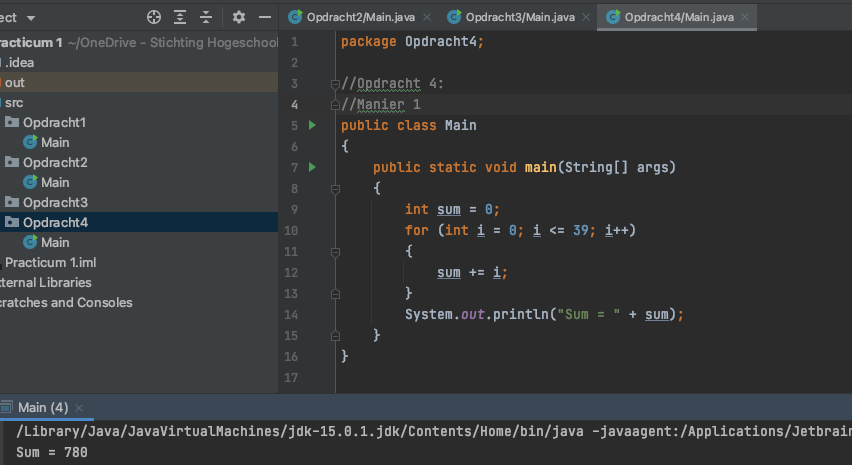 ect
Opdracht2/Main.java
Opdracht3/Main.java
Opdracht4/Main.java
racticum 1 ~/OneDrive - Stichting Hogeschool
.idea
out
src
Opdracht1
Main
Opdracht2
Main
Opdracht3
Opdracht4
Main
Practicum 1.iml
xternal Libraries
cratches and Consoles
1 package Opdracht4;
2
3 //Opdracht 4:
4 //Manier 1
5 public class Main
6 {
7 public static void main(String[] args)
8 {
9 int sum = 0;
10 for (int i = 0; i <= 39; i++)
11 {
12 sum += i;
13 }
14 System.out.println("Sum = " + sum);
15 }
16 }
17
Main (4)
/Library/Java/JavaVirtualMachines/jdk-15.0.1.jdk/Contents/Home/bin/java -javaagent:/Applications/Jetbrain
Sum = 780